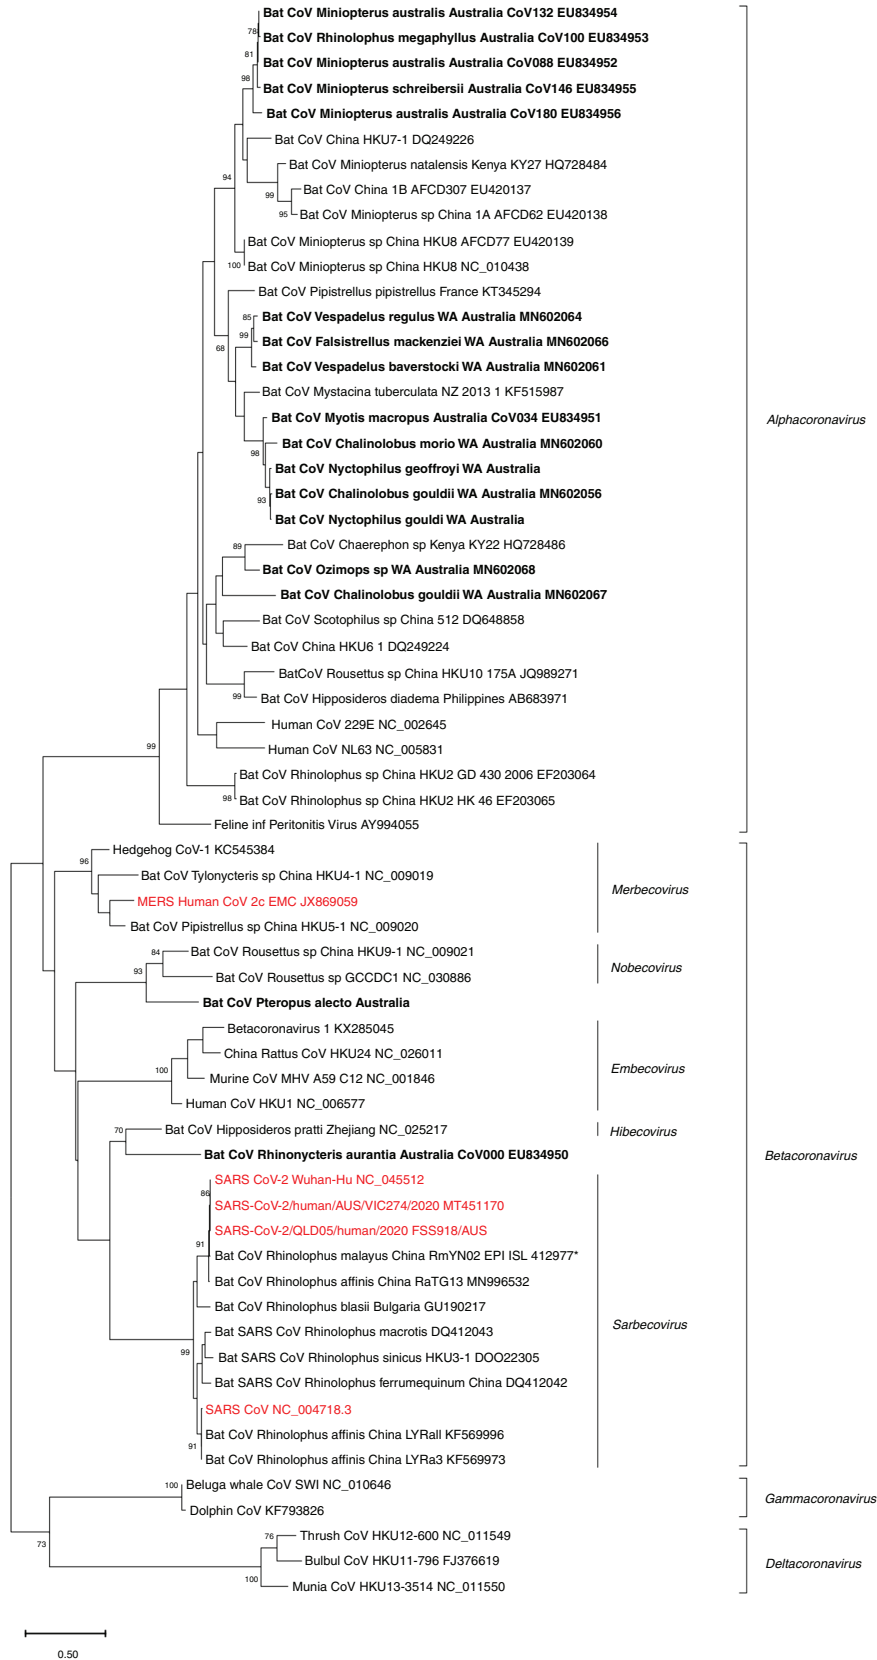 Bat CoV Miniopterus australis Australia CoV132 EU834954
78
Bat CoV Rhinolophus megaphyllus Australia CoV100 EU834953
81
Bat CoV Miniopterus australis Australia CoV088 EU834952
98
Bat CoV Miniopterus schreibersii Australia CoV146 EU834955
Bat CoV Miniopterus australis Australia CoV180 EU834956
Bat CoV China HKU7-1 DQ249226
Bat CoV Miniopterus natalensis Kenya KY27 HQ728484
94
Bat CoV China 1B AFCD307 EU420137
99
Bat CoV Miniopterus sp China 1A AFCD62 EU420138
95
Bat CoV Miniopterus sp China HKU8 AFCD77 EU420139
Bat CoV Miniopterus sp China HKU8 NC_010438
100
Bat CoV Pipistrellus pipistrellus France KT345294
Bat CoV Vespadelus regulus WA Australia MN602064
85
99
Bat CoV Falsistrellus mackenziei WA Australia MN602066
68
Bat CoV Vespadelus baverstocki WA Australia MN602061
Bat CoV Mystacina tuberculata NZ 2013 1 KF515987
Bat CoV Myotis macropus Australia CoV034 EU834951
Alphacoronavirus
Bat CoV Chalinolobus morio WA Australia MN602060
98
Bat CoV Nyctophilus geoffroyi WA Australia
Bat CoV Chalinolobus gouldii WA Australia MN602056
93
Bat CoV Nyctophilus gouldi WA Australia
Bat CoV Chaerephon sp Kenya KY22 HQ728486
89
Bat CoV Ozimops sp WA Australia MN602068
Bat CoV Chalinolobus gouldii WA Australia MN602067
Bat CoV Scotophilus sp China 512 DQ648858
Bat CoV China HKU6 1 DQ249224
BatCoV Rousettus sp China HKU10 175A JQ989271
Bat CoV Hipposideros diadema Philippines AB683971
99
Human CoV 229E NC_002645
Human CoV NL63 NC_005831
99
Bat CoV Rhinolophus sp China HKU2 GD 430 2006 EF203064
Bat CoV Rhinolophus sp China HKU2 HK 46 EF203065
98
Feline inf Peritonitis Virus AY994055
Hedgehog CoV-1 KC545384
96
Bat CoV Tylonycteris sp China HKU4-1 NC_009019
Merbecovirus
MERS Human CoV 2c EMC JX869059
Bat CoV Pipistrellus sp China HKU5-1 NC_009020
Bat CoV Rousettus sp China HKU9-1 NC_009021
84
Nobecovirus
93
Bat CoV Rousettus sp GCCDC1 NC_030886
Bat CoV Pteropus alecto Australia
Betacoronavirus 1 KX285045
China Rattus CoV HKU24 NC_026011
Embecovirus
100
Murine CoV MHV A59 C12 NC_001846
Human CoV HKU1 NC_006577
Bat CoV Hipposideros pratti Zhejiang NC_025217
70
Hibecovirus
Bat CoV Rhinonycteris aurantia Australia CoV000 EU834950
Betacoronavirus
SARS CoV-2 Wuhan-Hu NC_045512
86
SARS-CoV-2/human/AUS/VIC274/2020 MT451170
SARS-CoV-2/QLD05/human/2020 FSS918/AUS
91
Bat CoV Rhinolophus malayus China RmYN02 EPI ISL 412977*
Bat CoV Rhinolophus affinis China RaTG13 MN996532
Bat CoV Rhinolophus blasii Bulgaria GU190217
Sarbecovirus
Bat SARS CoV Rhinolophus macrotis DQ412043
99
Bat SARS CoV Rhinolophus sinicus HKU3-1 DOO22305
Bat SARS CoV Rhinolophus ferrumequinum China DQ412042
SARS CoV NC_004718.3
Bat CoV Rhinolophus affinis China LYRall KF569996
91
Bat CoV Rhinolophus affinis China LYRa3 KF569973
Beluga whale CoV SWI NC_010646
100
Gammacoronavirus
Dolphin CoV KF793826
Thrush CoV HKU12-600 NC_011549
76
73
Bulbul CoV HKU11-796 FJ376619
Deltacoronavirus
100
Munia CoV HKU13-3514 NC_011550
0.50